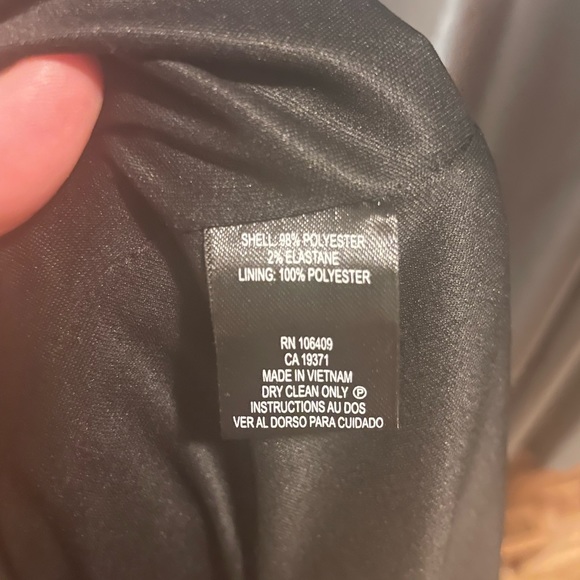 SHELL: 98% POLYESTER
2% ELASTANE
LINING: 100% POLYESTER
RN 106409
CA 19371
MADE IN VIETNAM
DRY CLEAN ONLY Ⓟ
INSTRUCTIONS AU DOS
VER AL DORSO PARA CUIDADO